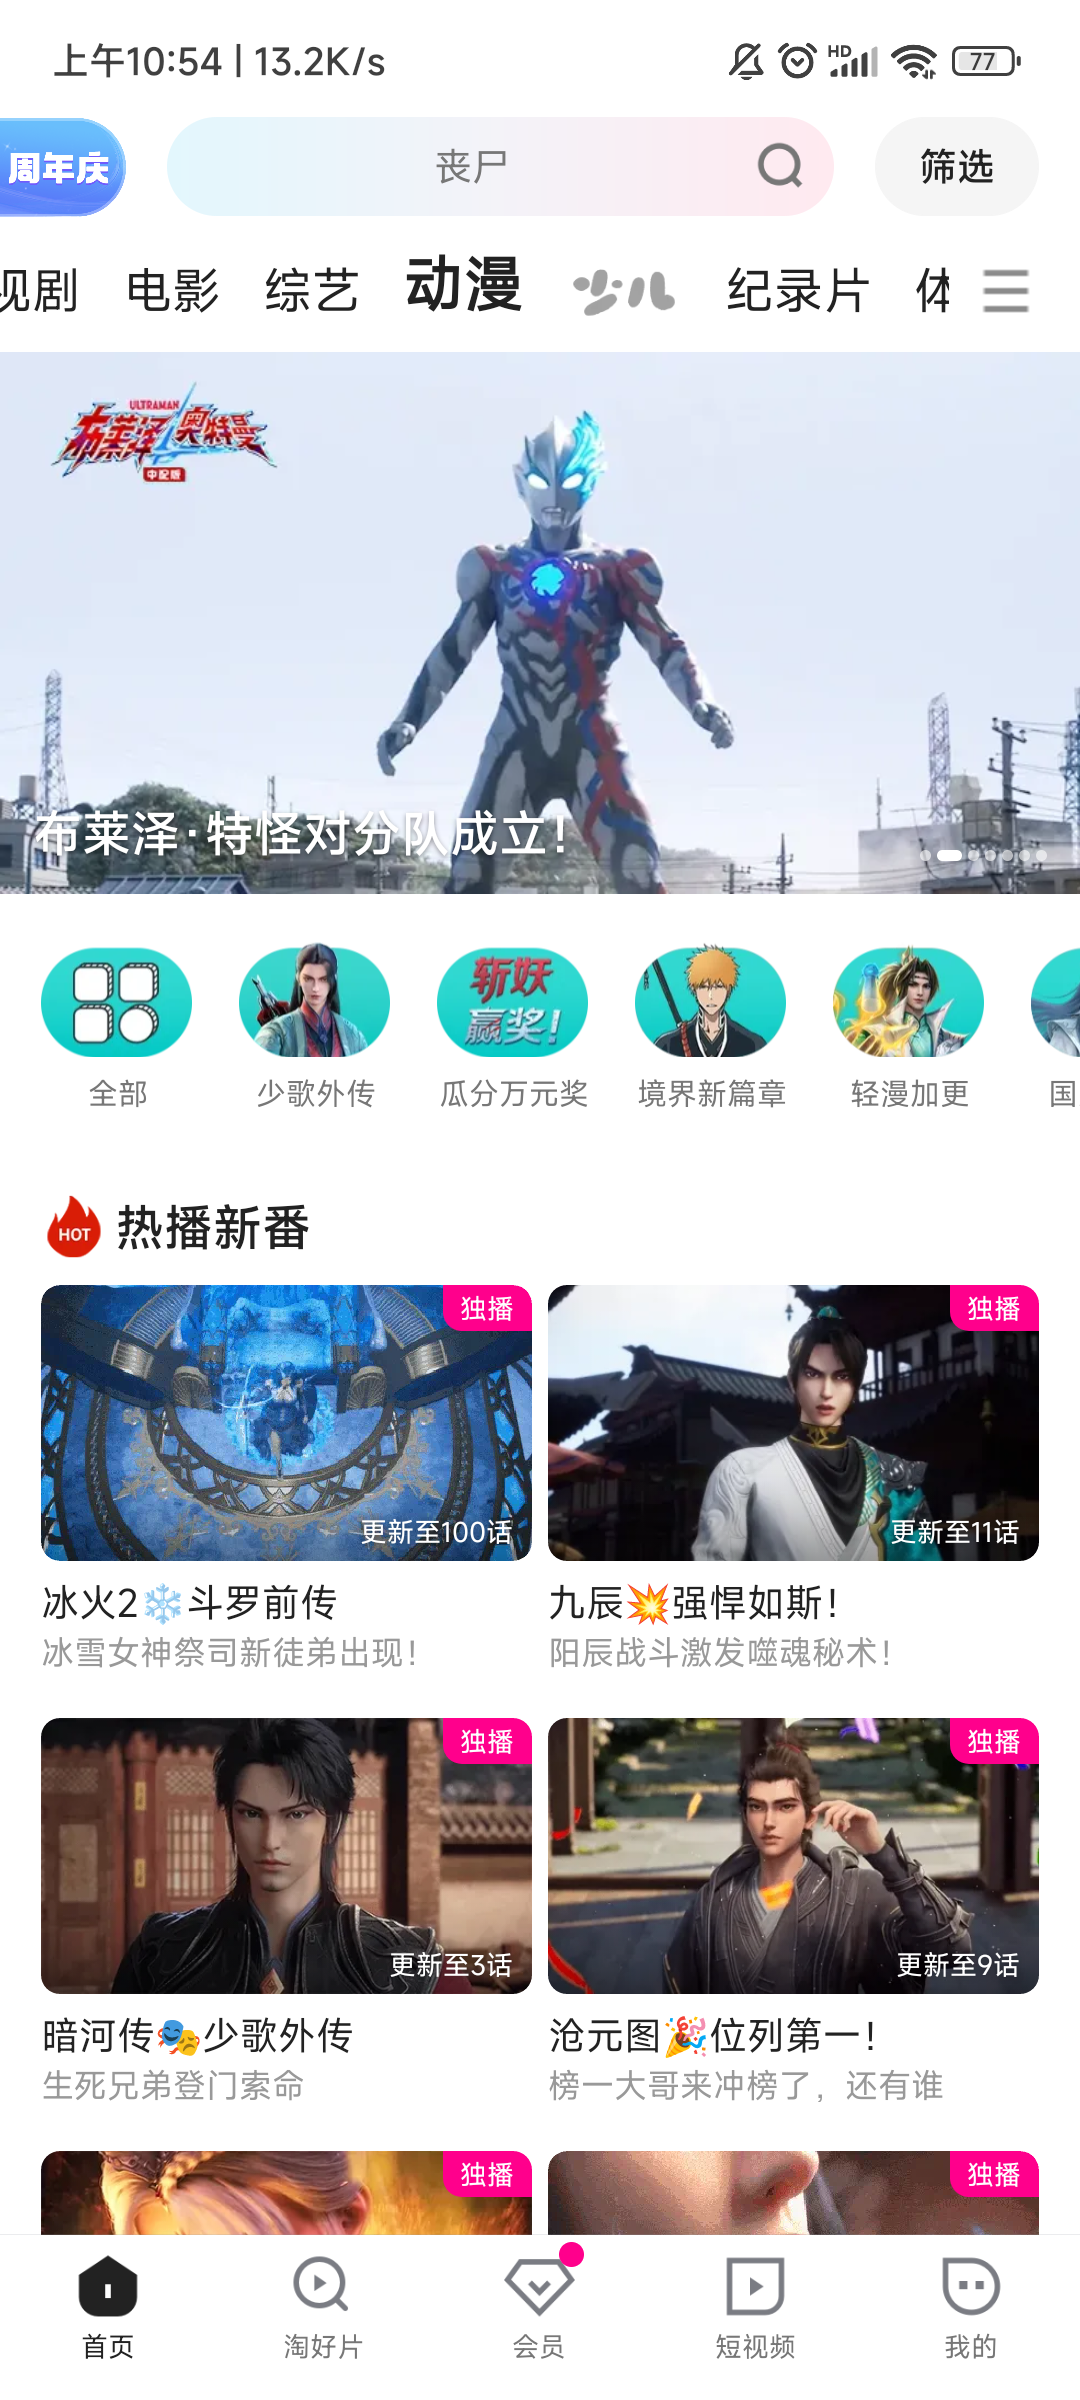 上午10:54 | 13.2K/s
HD
77
周年庆
丧尸
筛选
视剧 电影 综艺 动漫 少儿 纪录片 体
ULTRAMAN
布莱泽奥特曼
中配版
布莱泽·特怪对分队成立！
斩妖
赢奖!
全部
少歌外传
瓜分万元奖
境界新篇章
轻漫加更
国
HOT 热播新番
独播
更新至100话
冰火2❄️斗罗前传
冰雪女神祭司新徒弟出现！
独播
更新至11话
九辰💥强悍如斯！
阳辰战斗激发噬魂秘术！
独播
更新至3话
暗河传🎭少歌外传
生死兄弟登门索命
独播
更新至9话
沧元图🎉位列第一！
榜一大哥来冲榜了，还有谁
独播
独播
首页
淘好片
会员
短视频
我的